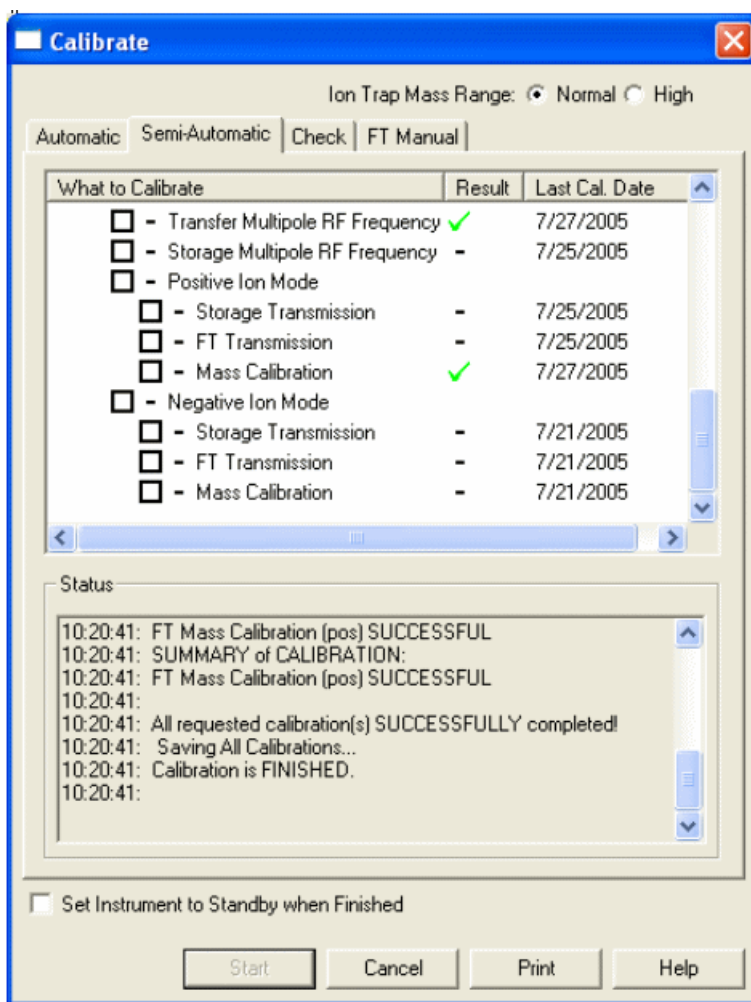 Calibrate
Ion Trap Mass Range: Normal High
Automatic Semi-Automatic Check FT Manual
What to Calibrate Result Last Cal. Date
- Transfer Multipole RF Frequency ✓ 7/27/2005
- Storage Multipole RF Frequency - 7/25/2005
- Positive Ion Mode
- Storage Transmission - 7/25/2005
- FT Transmission - 7/25/2005
- Mass Calibration ✓ 7/27/2005
- Negative Ion Mode
- Storage Transmission - 7/21/2005
- FT Transmission - 7/21/2005
- Mass Calibration - 7/21/2005
Status
10:20:41: FT Mass Calibration (pos) SUCCESSFUL
10:20:41: SUMMARY of CALIBRATION:
10:20:41: FT Mass Calibration (pos) SUCCESSFUL
10:20:41:
10:20:41: All requested calibration(s) SUCCESSFULLY completed!
10:20:41: Saving All Calibrations...
10:20:41: Calibration is FINISHED.
10:20:41:
Set Instrument to Standby when Finished
Start Cancel Print Help